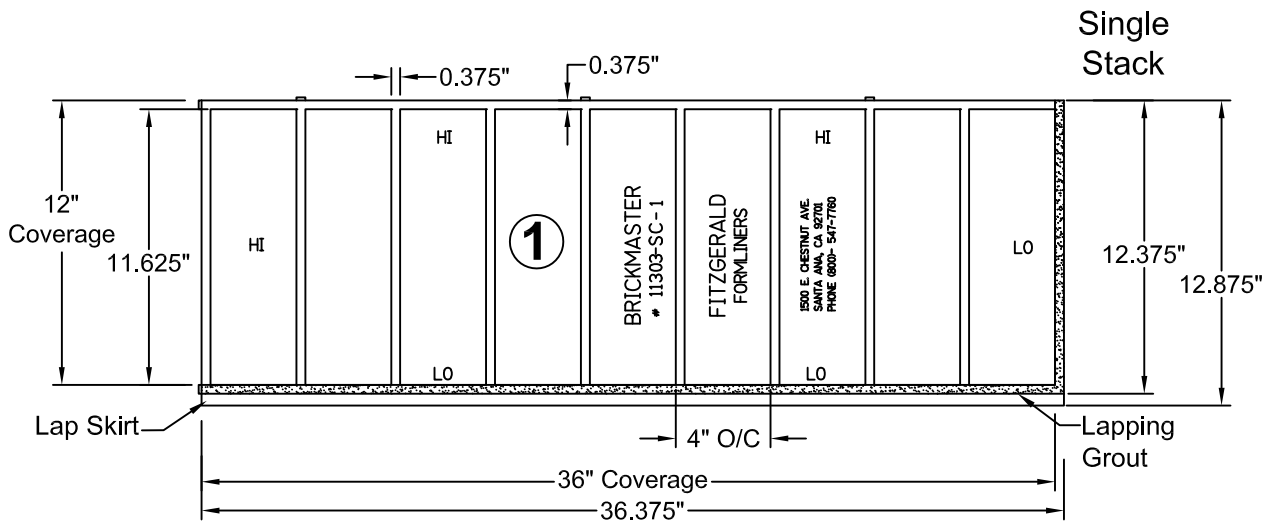 Single
Stack
0.375"
0.375"
HI
HI
12"
Coverage
11.625"
HI
1
BRICKMASTER
# 11303-SC-1
FITZGERALD
FORMLINERS
1500 E. CHESTNUT AVE.
SANTA ANA, CA 92701
PHONE (800)- 547-7760
LO
12.375"
12.875"
LO
LO
Lap Skirt
4" O/C
Lapping
Grout
36" Coverage
36.375"